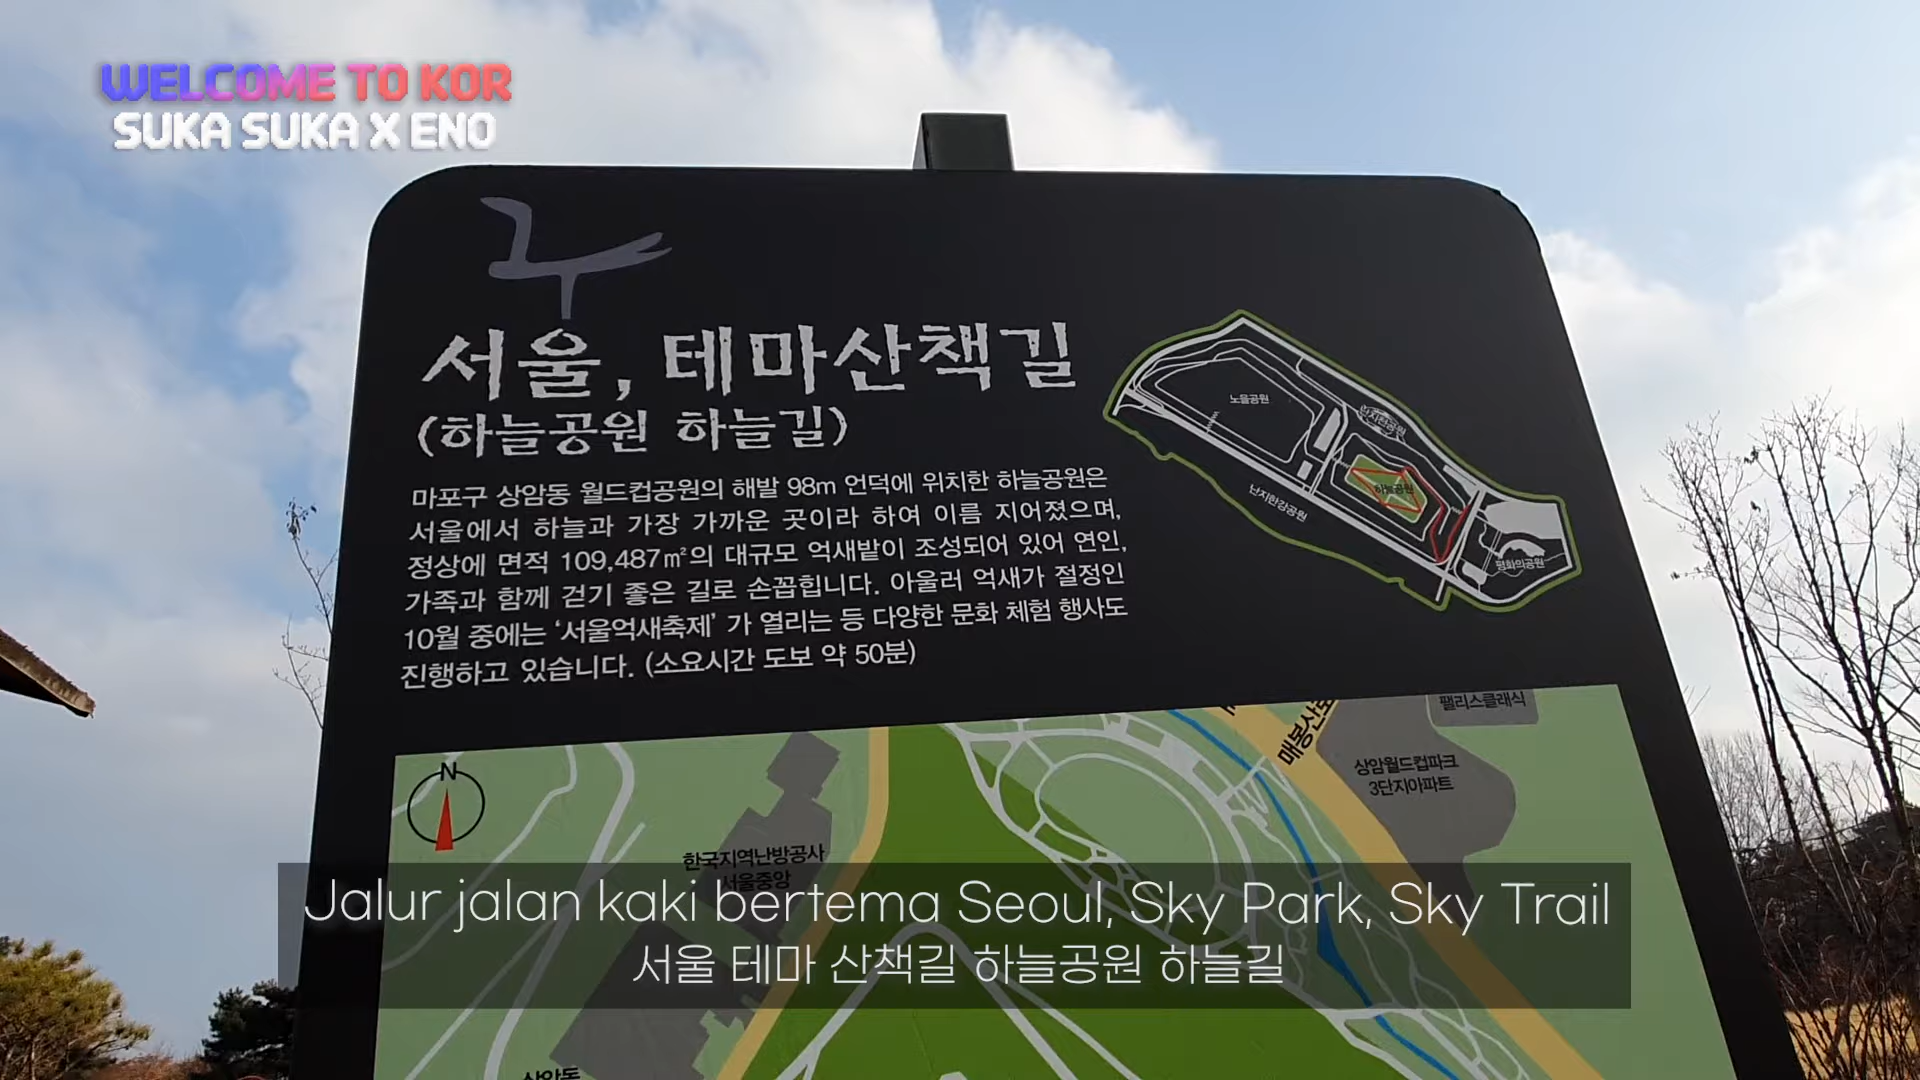 WELCOME TO KOR
SUKA SUKA X ENO
서울, 테마산책길
(하늘공원 하늘길)
마포구 상암동 월드컵공원의 해발 98m 언덕에 위치한 하늘공원은
서울에서 하늘과 가장 가까운 곳이라 하여 이름 지어졌으며,
정상에 면적 109,487㎡의 대규모 억새밭이 조성되어 있어 연인,
가족과 함께 걷기 좋은 길로 손꼽힙니다. 아울러 억새가 절정인
10월 중에는 '서울억새축제' 가 열리는 등 다양한 문화 체험 행사도
진행하고 있습니다. (소요시간 도보 약 50분)
노을공원
난지천공원
하늘공원
난지한강공원
평화의공원
팰리스클래식
매봉산로
상암월드컵파크
3단지아파트
N
한국지역난방공사
서울중앙
Jalur jalan kaki bertema Seoul, Sky Park, Sky Trail
서울 테마 산책길 하늘공원 하늘길
상암동